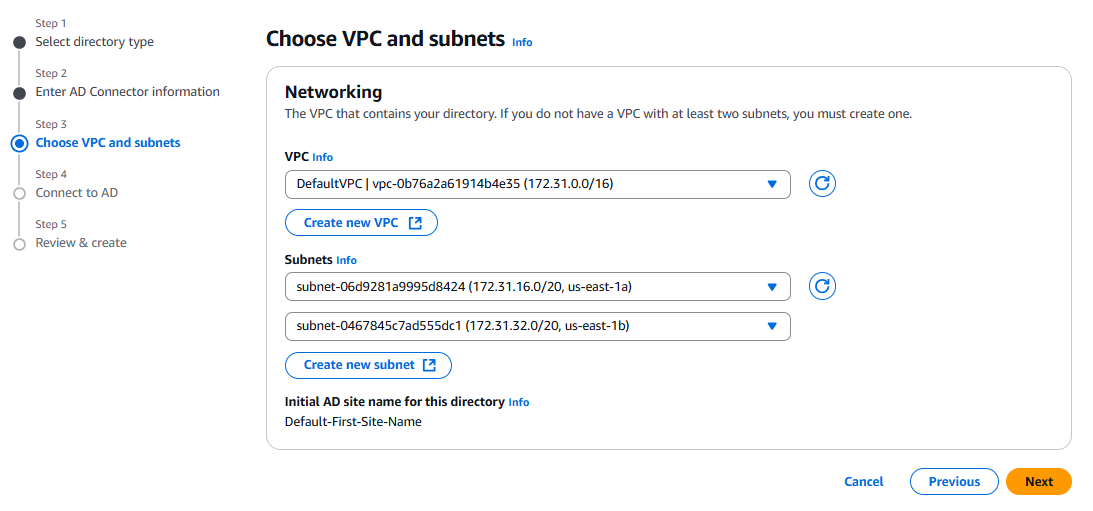 Step 1
Select directory type
Step 2
Enter AD Connector information
Step 3
Choose VPC and subnets
Step 4
Connect to AD
Step 5
Review & create
Choose VPC and subnets Info
Networking
The VPC that contains your directory. If you do not have a VPC with at least two subnets, you must create one.
VPC Info
DefaultVPC | vpc-0b76a2a61914b4e35 (172.31.0.0/16)
Create new VPC
Subnets Info
subnet-06d9281a9995d8424 (172.31.16.0/20, us-east-1a)
subnet-0467845c7ad555dc1 (172.31.32.0/20, us-east-1b)
Create new subnet
Initial AD site name for this directory Info
Default-First-Site-Name
Cancel
Previous
Next